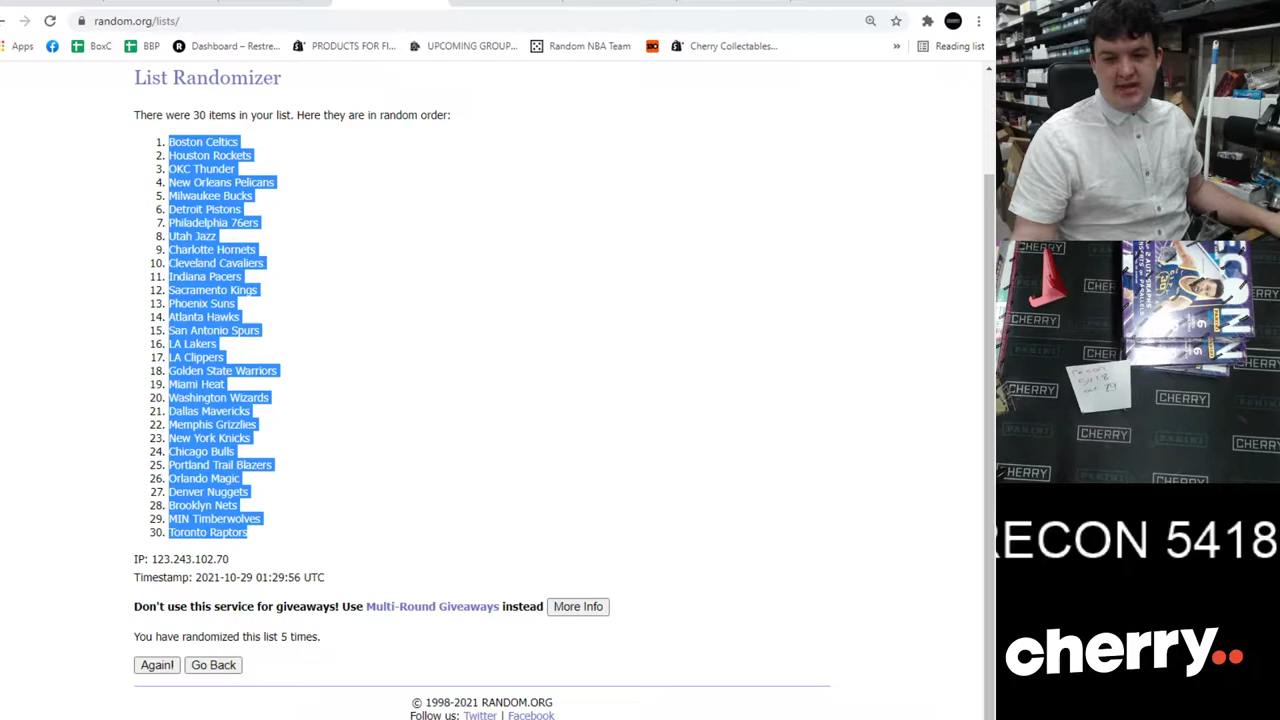 random.org/lists/
Apps
BoxC
BBP
Dashboard – Restre...
PRODUCTS FOR FI...
UPCOMING GROUP...
Random NBA Team
Cherry Collectables...
»
Reading list
List Randomizer
There were 30 items in your list. Here they are in random order:
1. Boston Celtics
2. Houston Rockets
3. OKC Thunder
4. New Orleans Pelicans
5. Milwaukee Bucks
6. Detroit Pistons
7. Philadelphia 76ers
8. Utah Jazz
9. Charlotte Hornets
10. Cleveland Cavaliers
11. Indiana Pacers
12. Sacramento Kings
13. Phoenix Suns
14. Atlanta Hawks
15. San Antonio Spurs
16. LA Lakers
17. LA Clippers
18. Golden State Warriors
19. Miami Heat
20. Washington Wizards
21. Dallas Mavericks
22. Memphis Grizzlies
23. New York Knicks
24. Chicago Bulls
25. Portland Trail Blazers
26. Orlando Magic
27. Denver Nuggets
28. Brooklyn Nets
29. MIN Timberwolves
30. Toronto Raptors
IP: 123.243.102.70
Timestamp: 2021-10-29 01:29:56 UTC
Don't use this service for giveaways! Use Multi-Round Giveaways instead More Info
You have randomized this list 5 times.
Again! Go Back
© 1998-2021 RANDOM.ORG
Follow us: Twitter | Facebook
CHERRY
CHERRY
CHERRY
CHERRY
CHERRY
PANINI
CHERRY
CHERRY
CHERRY
CHERRY
recon
5418
oct 29
RECON 5418
cherry..